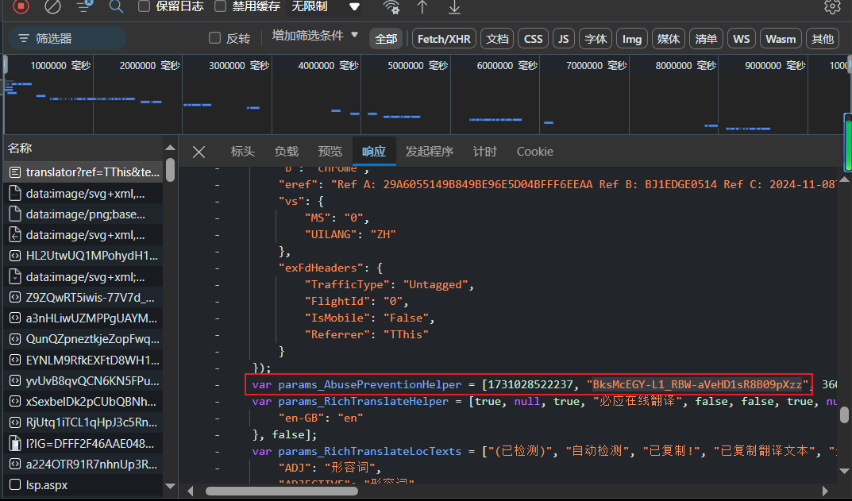 保留日志 禁用缓存 无限制
筛选器 反转 增加筛选条件 全部 Fetch/XHR 文档 CSS JS 字体 Img 媒体 清单 WS Wasm 其他
1000000 毫秒 2000000 毫秒 3000000 毫秒 4000000 毫秒 5000000 毫秒 6000000 毫秒 7000000 毫秒 8000000 毫秒 9000000 毫秒 1000
名称
translator?ref=TThis&te...
data:image/svg+xml,...
data:image/png;base...
data:image/svg+xml,...
HL2UtwUQ1MPohydH1...
data:image/svg+xml;...
Z9ZQwRT5iwis-77V7d_...
a3nHLiwUZMPPgUAYM...
QunQZpneztkjeZopFwq...
EYNLM9RfkEXFtD8WH1...
yvUvB8qvQCN6KN5FPu...
xSexbeIDk2pCUbQBNh...
RjUtq1iTCL1qHpJ3c5Rn...
l?IG=DFFF2F46AAE048...
a224OTR91R7nhnUp3R...
lsp.aspx
标头 负载 预览 响应 发起程序 计时 Cookie
"b": "chrome",
"eref": "Ref A: 29A6055149B849BE96E5D04BFFF6EEAA Ref B: BJ1EDGE0514 Ref C: 2024-11-08
"vs": {
"MS": "0",
"UILANG": "ZH"
},
"exFdHeaders": {
"TrafficType": "Untagged",
"FlightId": "0",
"IsMobile": "False",
"Referrer": "TThis"
}
});
var params_AbusePreventionHelper = [1731028522237, "BksMcEGY-L1_RBW-aVeHD1sR8B09pXzz", 360
var params_RichTranslateHelper = [true, null, true, "必应在线翻译", false, false, true, nu
"en-GB": "en"
}, false];
var params_RichTranslateLocTexts = ["(已检测)", "自动检测", "已复制!", "已复制翻译文本",
"ADJ": "形容词",
"ADJECTIVE": "形容词"